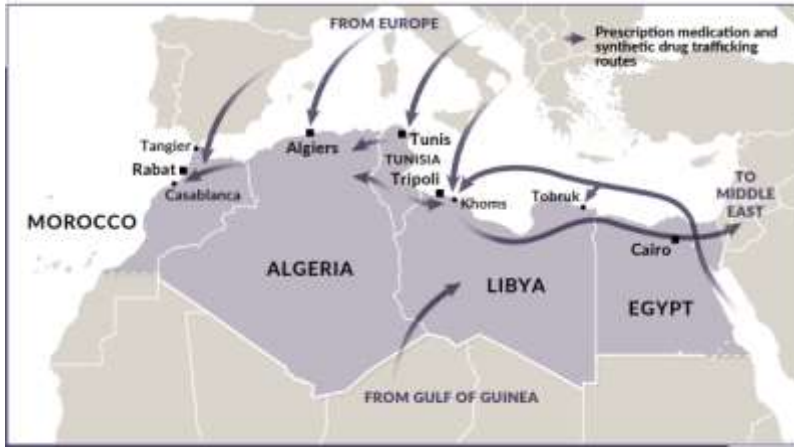 FROM EUROPE
Prescription medication and
synthetic drug trafficking
routes
Tangier
Rabat
Casablanca
MOROCCO
Algiers
Tunis
TUNISIA
Tripoli
Khoms
Tobruk
TO
MIDDLE
EAST
Cairo
ALGERIA
LIBYA
EGYPT
FROM GULF OF GUINEA